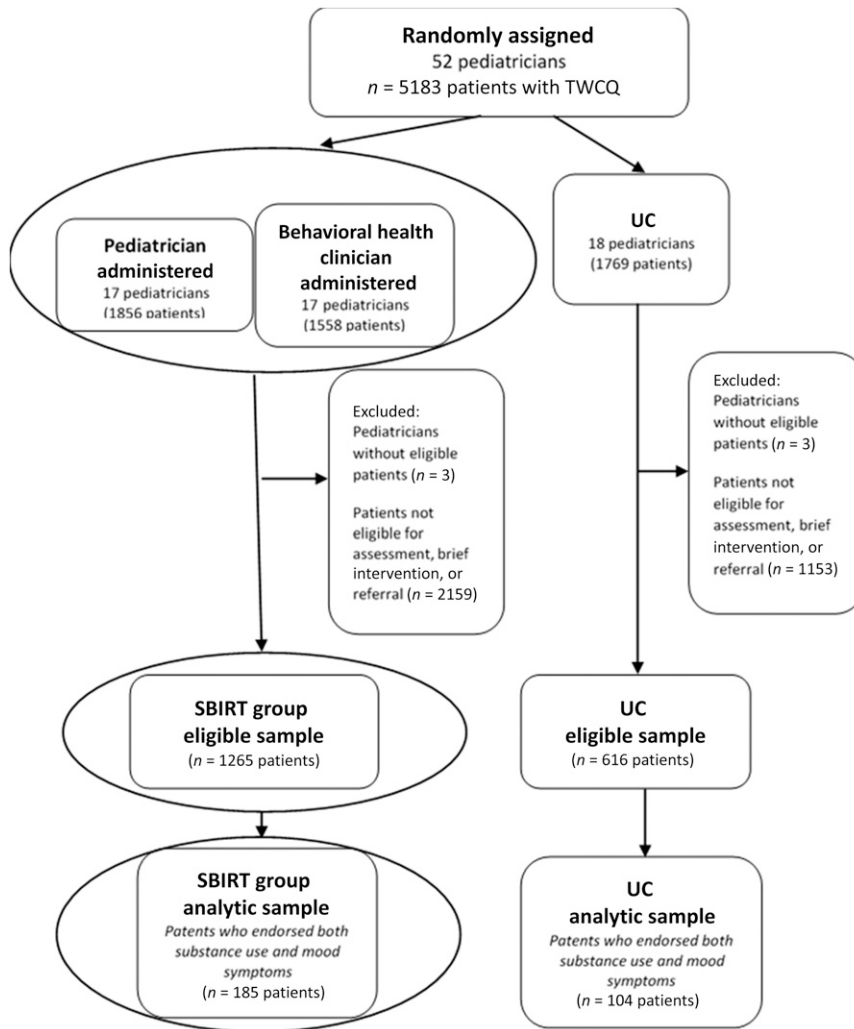 Randomly assigned
52 pediatricians
n = 5183 patients with TWCQ
Pediatrician
administered
17 pediatricians
(1856 patients)
Behavioral health
clinician
administered
17 pediatricians
(1558 patients)
UC
18 pediatricians
(1769 patients)
Excluded:
Pediatricians
without eligible
patients (n = 3)
Patients not
eligible for
assessment, brief
intervention, or
referral (n = 2159)
Excluded:
Pediatricians
without eligible
patients (n = 3)
Patients not
eligible for
assessment, brief
intervention, or
referral (n = 1153)
SBIRT group
eligible sample
(n = 1265 patients)
UC
eligible sample
(n = 616 patients)
SBIRT group
analytic sample
Patents who endorsed both
substance use and mood
symptoms
(n = 185 patients)
UC
analytic sample
Patents who endorsed both
substance use and mood
symptoms
(n = 104 patients)